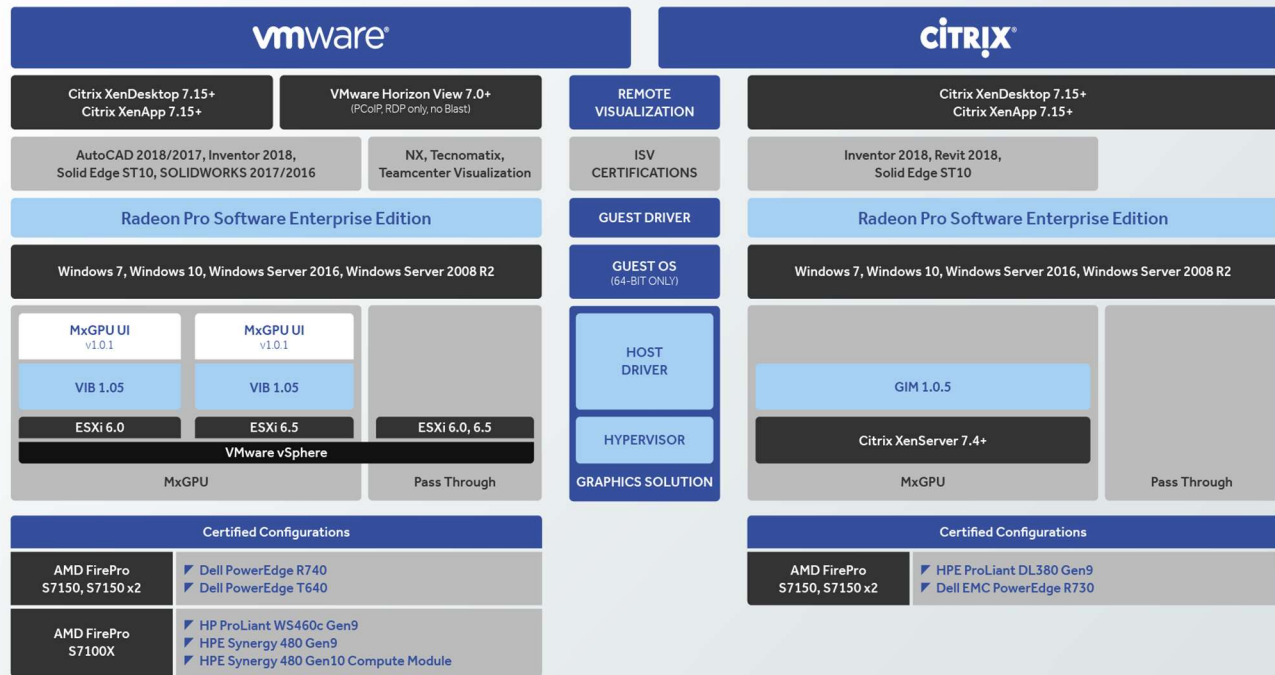 vmware®
CİTRIX®
Citrix XenDesktop 7.15+
Citrix XenApp 7.15+
VMware Horizon View 7.0+
(PCoIP, RDP only, no Blast)
REMOTE
VISUALIZATION
Citrix XenDesktop 7.15+
Citrix XenApp 7.15+
AutoCAD 2018/2017, Inventor 2018,
Solid Edge ST10, SOLIDWORKS 2017/2016
NX, Tecnomatix,
Teamcenter Visualization
ISV
CERTIFICATIONS
Inventor 2018, Revit 2018,
Solid Edge ST10
Radeon Pro Software Enterprise Edition
GUEST DRIVER
Radeon Pro Software Enterprise Edition
Windows 7, Windows 10, Windows Server 2016, Windows Server 2008 R2
GUEST OS
(64-BIT ONLY)
Windows 7, Windows 10, Windows Server 2016, Windows Server 2008 R2
MxGPU UI
v1.0.1
MxGPU UI
v1.0.1
VIB 1.05
VIB 1.05
HOST
DRIVER
GIM 1.0.5
ESXi 6.0
ESXi 6.5
ESXi 6.0, 6.5
VMware vSphere
HYPERVISOR
Citrix XenServer 7.4+
MxGPU
Pass Through
GRAPHICS SOLUTION
MxGPU
Pass Through
Certified Configurations
AMD FirePro
S7150, S7150 x2
Dell PowerEdge R740
Dell PowerEdge T640
AMD FirePro
S7100X
HP ProLiant WS460c Gen9
HPE Synergy 480 Gen9
HPE Synergy 480 Gen10 Compute Module
Certified Configurations
AMD FirePro
S7150, S7150 x2
HPE ProLiant DL380 Gen9
Dell EMC PowerEdge R730